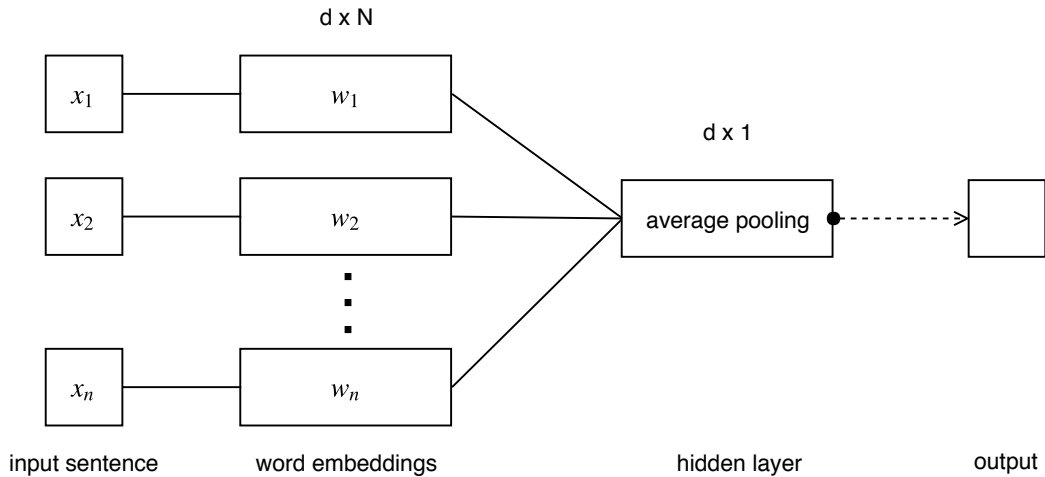 d x N
x₁
w₁
d x 1
x₂
w₂
average pooling
xₙ
wₙ
input sentence
word embeddings
hidden layer
output